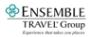 ENSEMBLE
TRAVEL® Group
Experience that takes you places